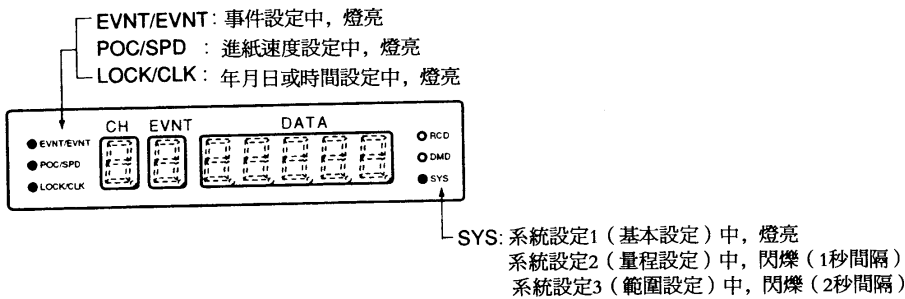 EVNT/EVNT：事件設定中，燈亮
POC/SPD ：進紙速度設定中，燈亮
LOCK/CLK：年月日或時間設定中，燈亮
CH EVNT DATA
EVNT/EVNT
POC/SPD
LOCK/CLK
RCD
DMD
SYS
SYS: 系統設定1（基本設定）中，燈亮
系統設定2（量程設定）中，閃爍（1秒間隔）
系統設定3（範圍設定）中，閃爍（2秒間隔）